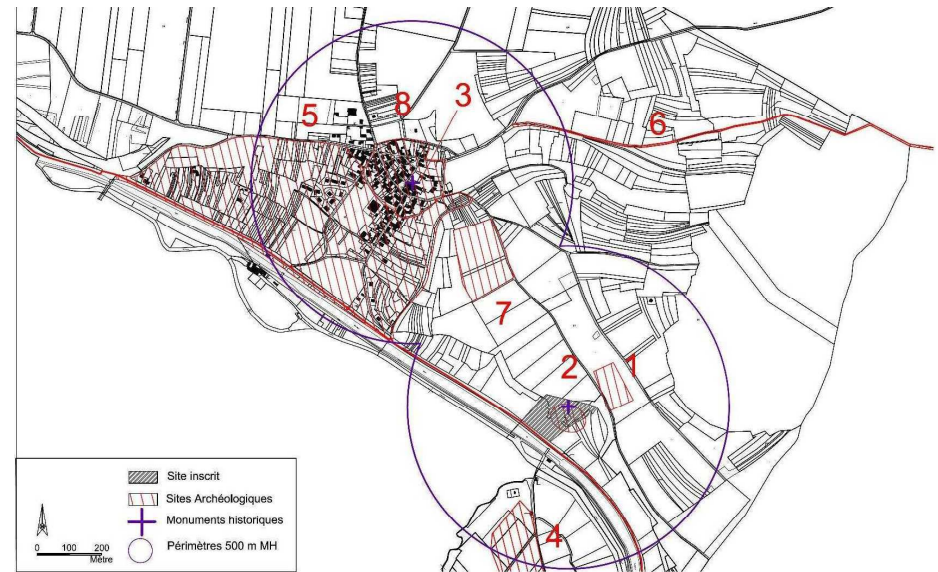 5
8
3
6
7
2
1
4
Site inscrit
Sites Archéologiques
Monuments historiques
Périmètres 500 m MH
0 100 200
Mètre